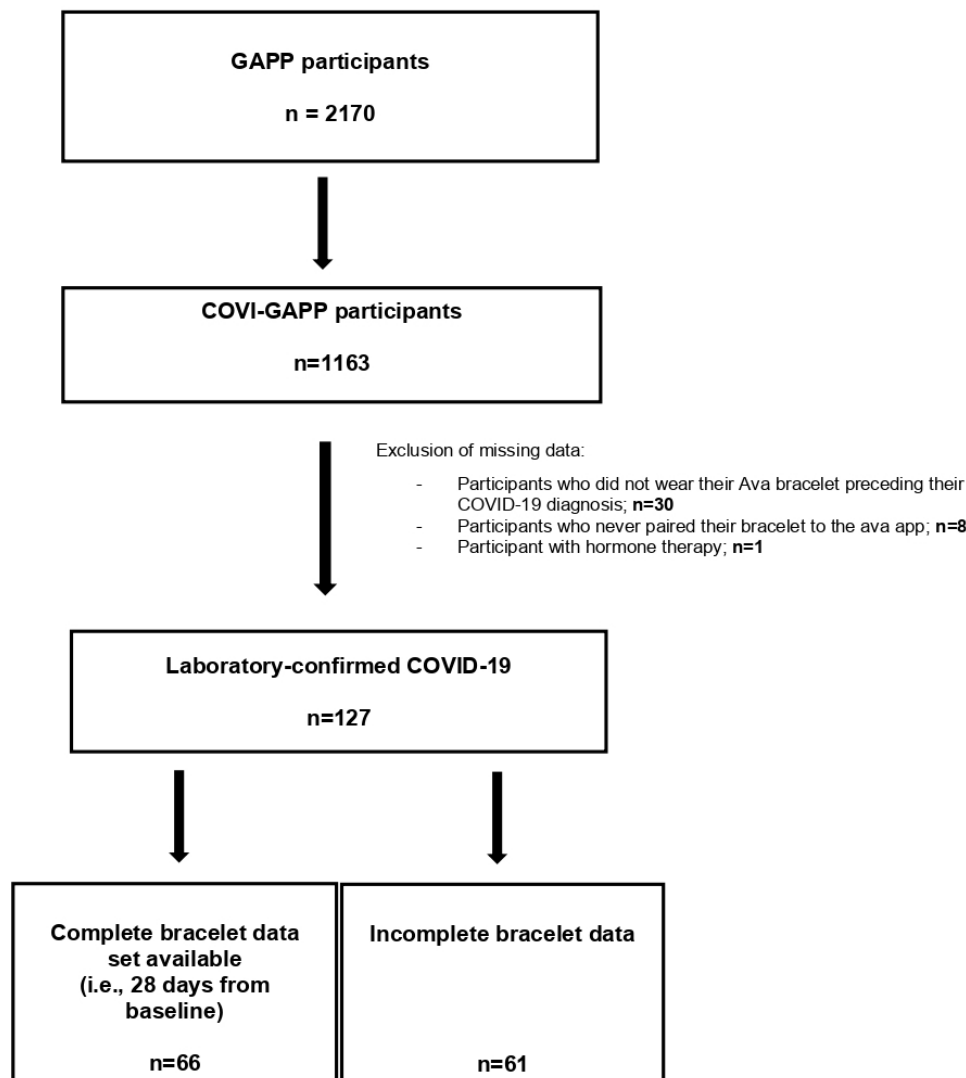 GAPP participants
n = 2170
COVI-GAPP participants
n=1163
Exclusion of missing data:
- Participants who did not wear their Ava bracelet preceding their
COVID-19 diagnosis; n=30
- Participants who never paired their bracelet to the ava app; n=8
- Participant with hormone therapy; n=1
Laboratory-confirmed COVID-19
n=127
Complete bracelet data
set available
(i.e., 28 days from
baseline)
n=66
Incomplete bracelet data
n=61